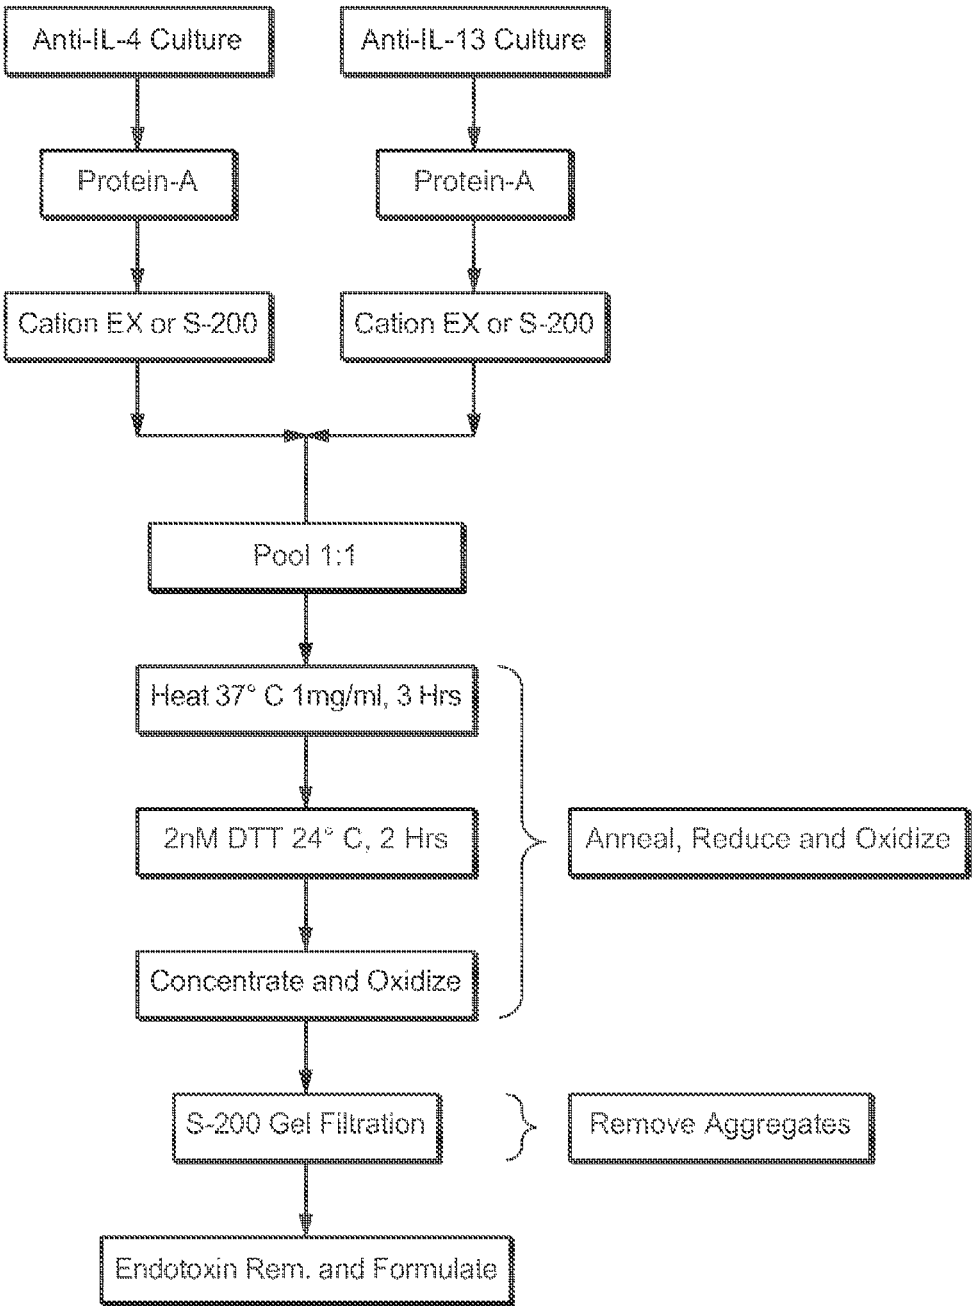 Anti-IL-4 Culture
Anti-IL-13 Culture
Protein-A
Protein-A
Cation EX or S-200
Cation EX or S-200
Pool 1:1
Heat 37° C 1mg/ml, 3 Hrs
2nM DTT 24° C, 2 Hrs
Anneal, Reduce and Oxidize
Concentrate and Oxidize
S-200 Gel Filtration
Remove Aggregates
Endotoxin Rem. and Formulate